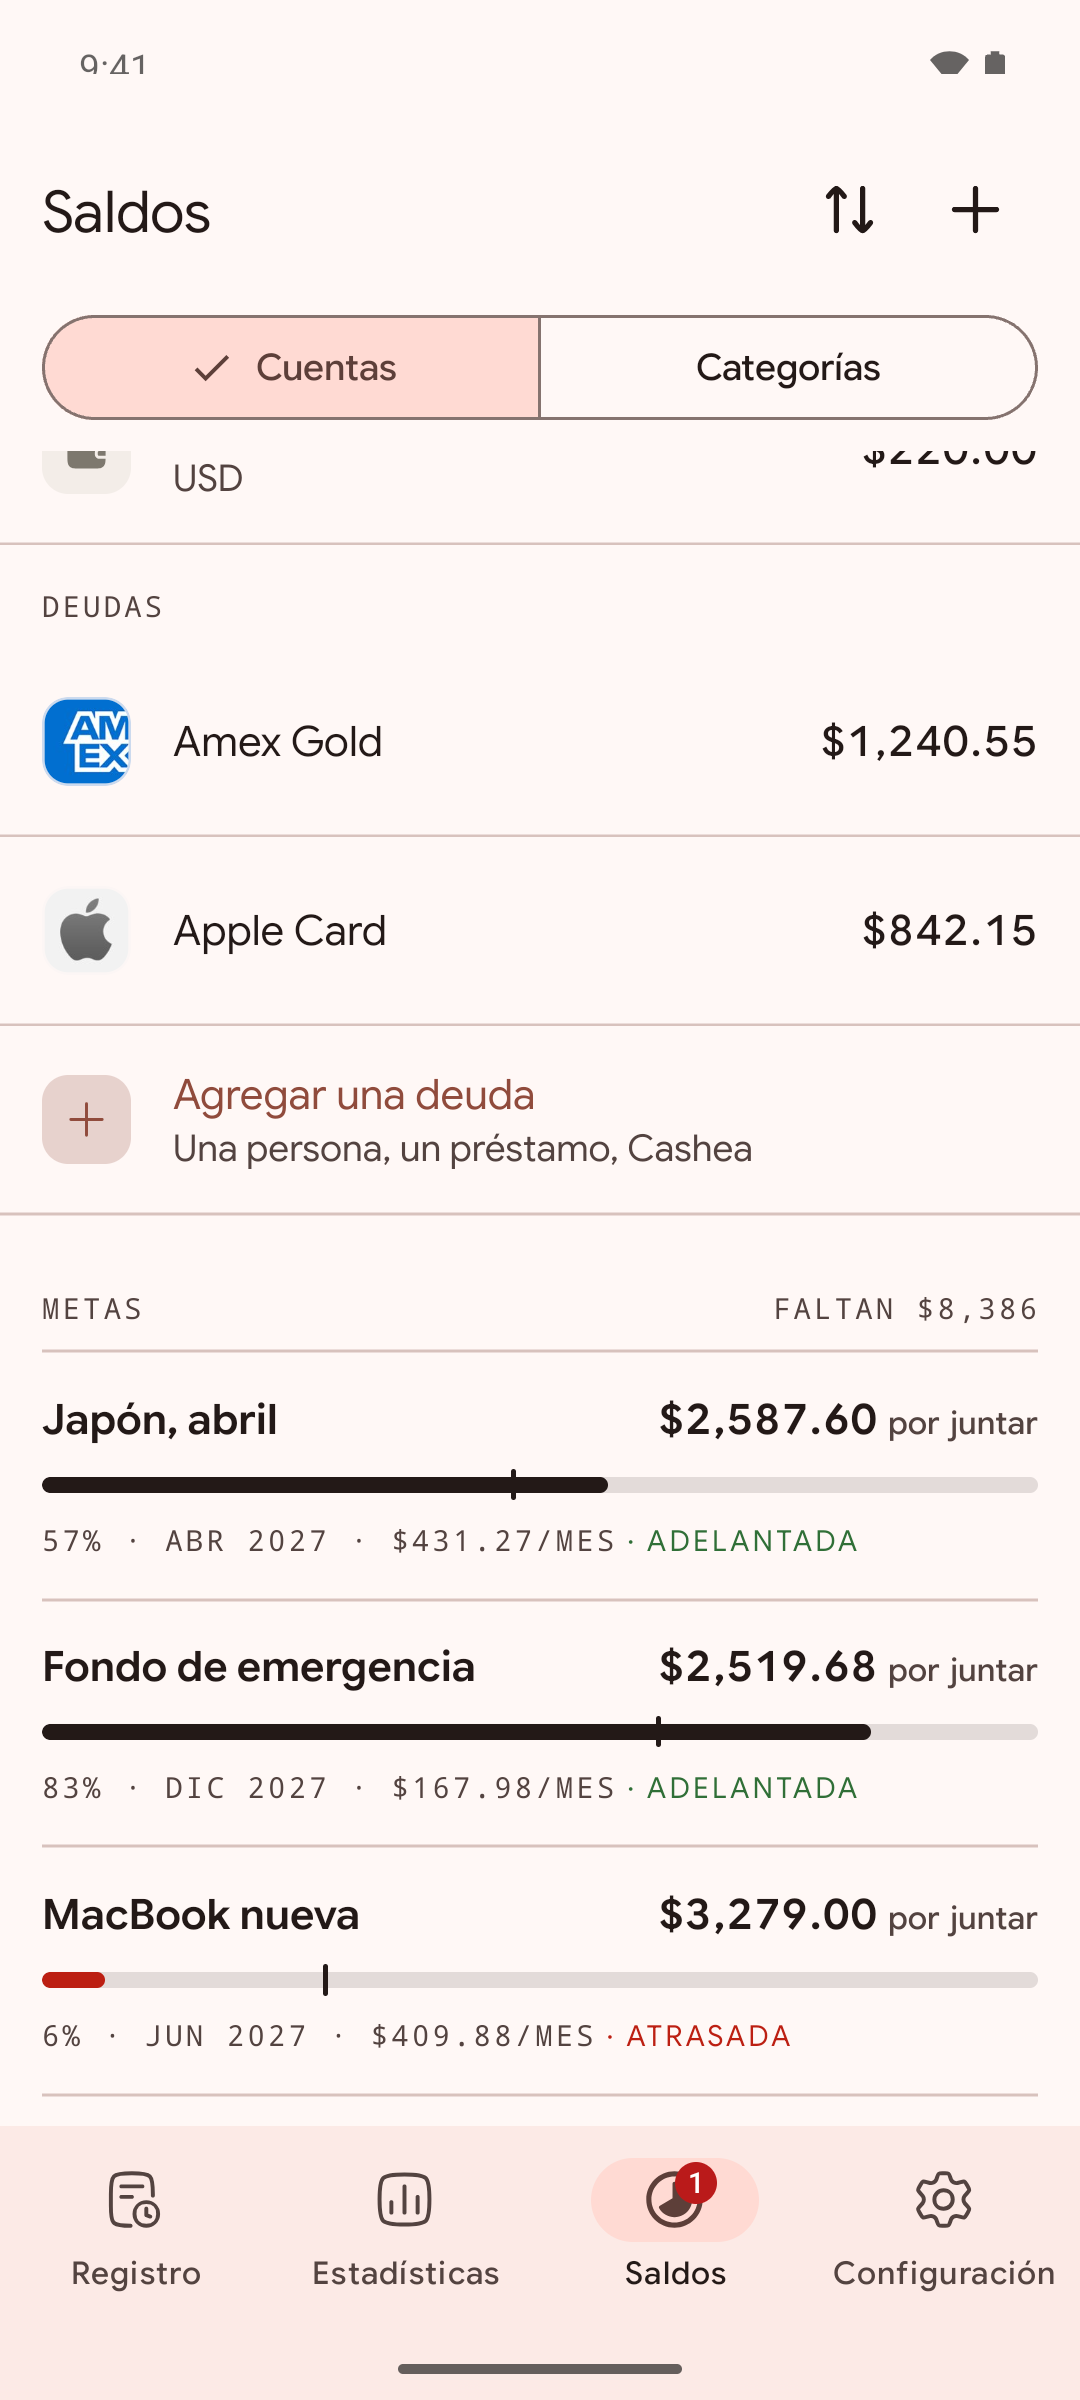 9:41
Saldos
Cuentas
Categorías
$220.00
USD
DEUDAS
AMEX
Amex Gold
$1,240.55
Apple Card
$842.15
Agregar una deuda
Una persona, un préstamo, Cashea
METAS
FALTAN $8,386
Japón, abril
$2,587.60 por juntar
57% · ABR 2027 · $431.27/MES · ADELANTADA
Fondo de emergencia
$2,519.68 por juntar
83% · DIC 2027 · $167.98/MES · ADELANTADA
MacBook nueva
$3,279.00 por juntar
6% · JUN 2027 · $409.88/MES · ATRASADA
1
Registro
Estadísticas
Saldos
Configuración